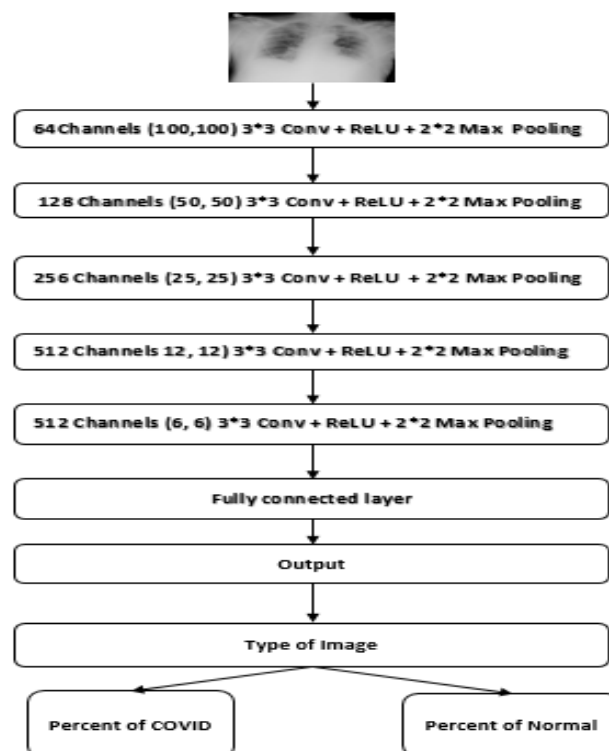 64Channels (100,100) 3*3 Conv + ReLU + 2*2 Max Pooling
128 Channels (50, 50) 3*3 Conv + ReLU + 2*2 Max Pooling
256 Channels (25, 25) 3*3 Conv + ReLU + 2*2 Max Pooling
512 Channels 12, 12) 3*3 Conv + ReLU + 2*2 Max Pooling
512 Channels (6, 6) 3*3 Conv + ReLU + 2*2 Max Pooling
Fully connected layer
Output
Type of Image
Percent of COVID
Percent of Normal